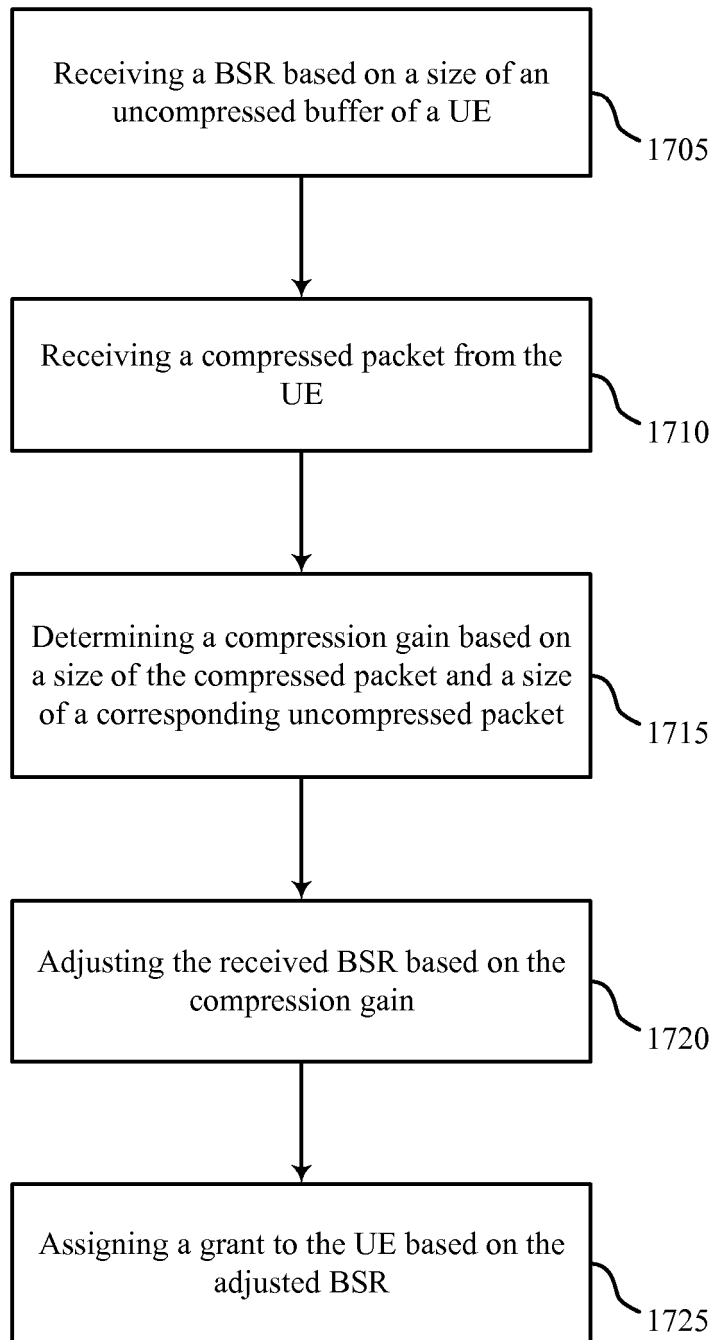 Receiving a BSR based on a size of an
uncompressed buffer of a UE
1705
Receiving a compressed packet from the
UE
1710
Determining a compression gain based on
a size of the compressed packet and a size
of a corresponding uncompressed packet
1715
Adjusting the received BSR based on the
compression gain
1720
Assigning a grant to the UE based on the
adjusted BSR
1725